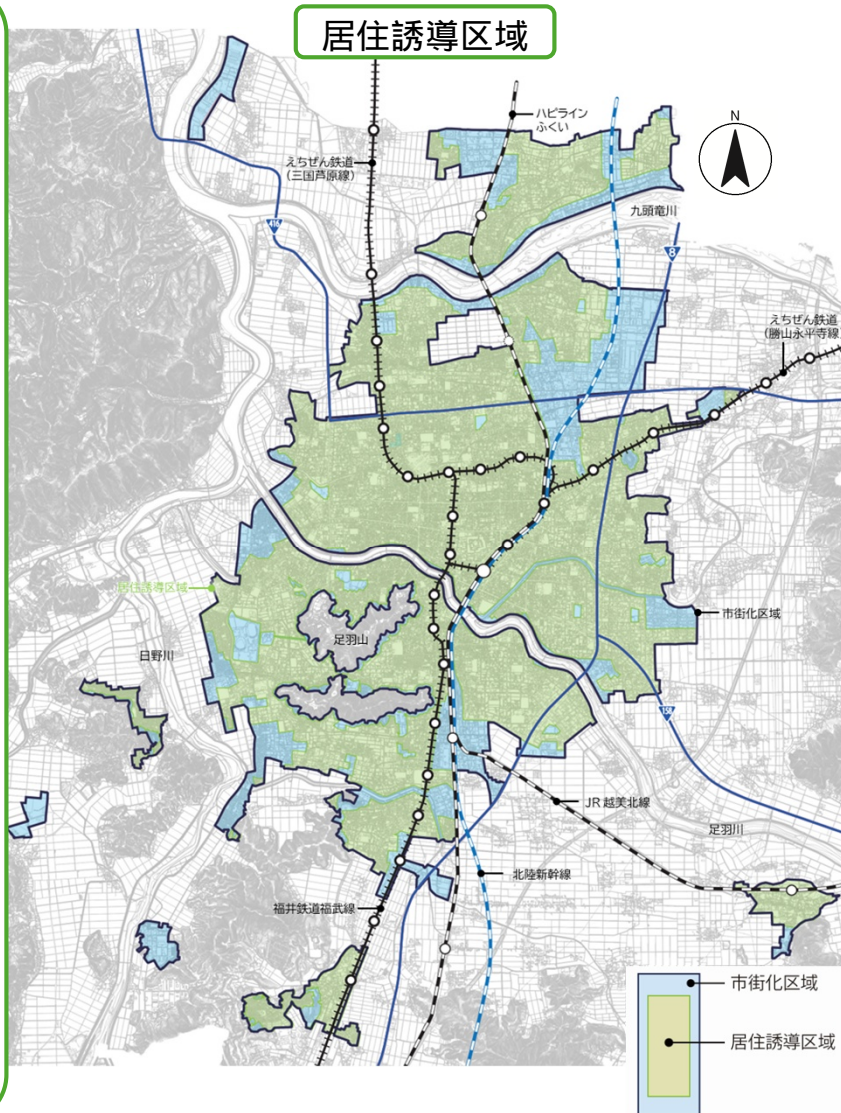 居住誘導区域
N
ハピライン
ふくい
えちぜん鉄道
(三国芦原線)
九頭竜川
416
8
えちぜん鉄道
(勝山永平寺線)
居住誘導区域
市街化区域
足羽山
日野川
158
JR 越美北線
足羽川
北陸新幹線
福井鉄道福武線
市街化区域
居住誘導区域